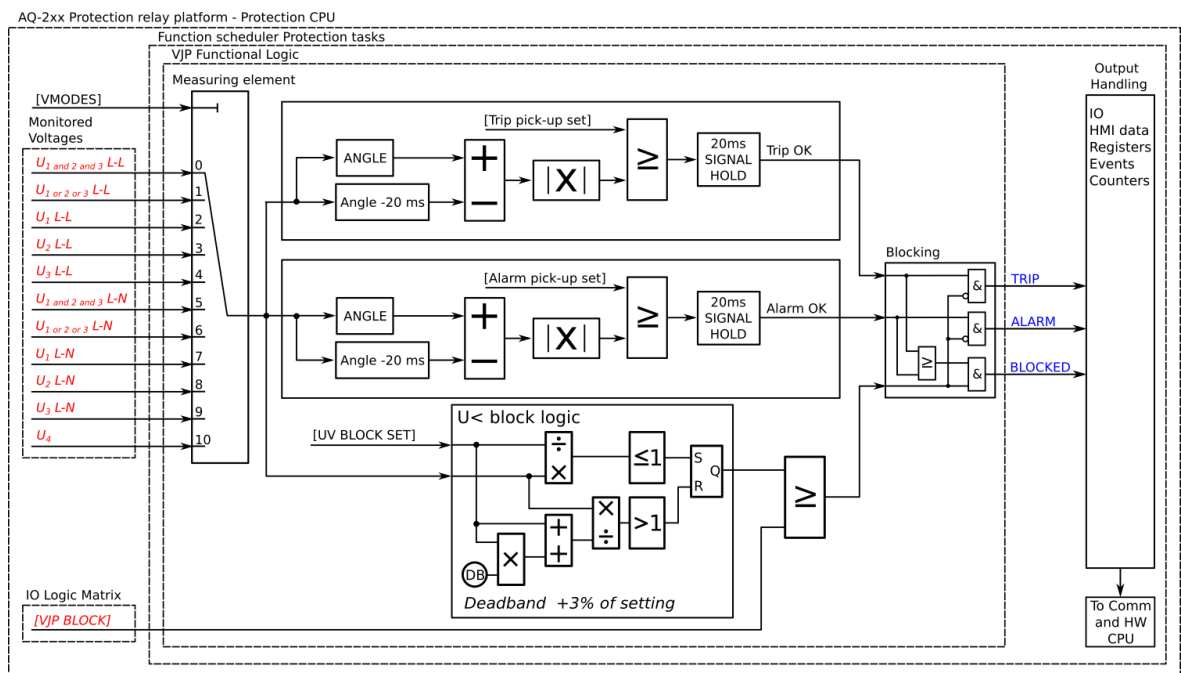 AQ-2xx Protection relay platform - Protection CPU
Function scheduler Protection tasks
VJP Functional Logic
Measuring element
[VMODES]
Monitored
Voltages
U1 and 2 and 3 L-L
U1 or 2 or 3 L-L
U1 L-L
U2 L-L
U3 L-L
U1 and 2 and 3 L-N
U1 or 2 or 3 L-N
U1 L-N
U2 L-N
U3 L-N
U4
0
1
2
3
4
5
6
7
8
9
10
[Trip pick-up set]
ANGLE
Angle -20 ms
+
−
|X|
≥
20ms
SIGNAL
HOLD
Trip OK
[Alarm pick-up set]
ANGLE
Angle -20 ms
+
−
|X|
≥
20ms
SIGNAL
HOLD
Alarm OK
U< block logic
[UV BLOCK SET]
÷
×
≤1
S
Q
R
×
÷
>1
+
+
×
DB
Deadband +3% of setting
≥
Blocking
&
&
≥
&
TRIP
ALARM
BLOCKED
Output
Handling
IO
HMI data
Registers
Events
Counters
To Comm
and HW
CPU
IO Logic Matrix
[VJP BLOCK]